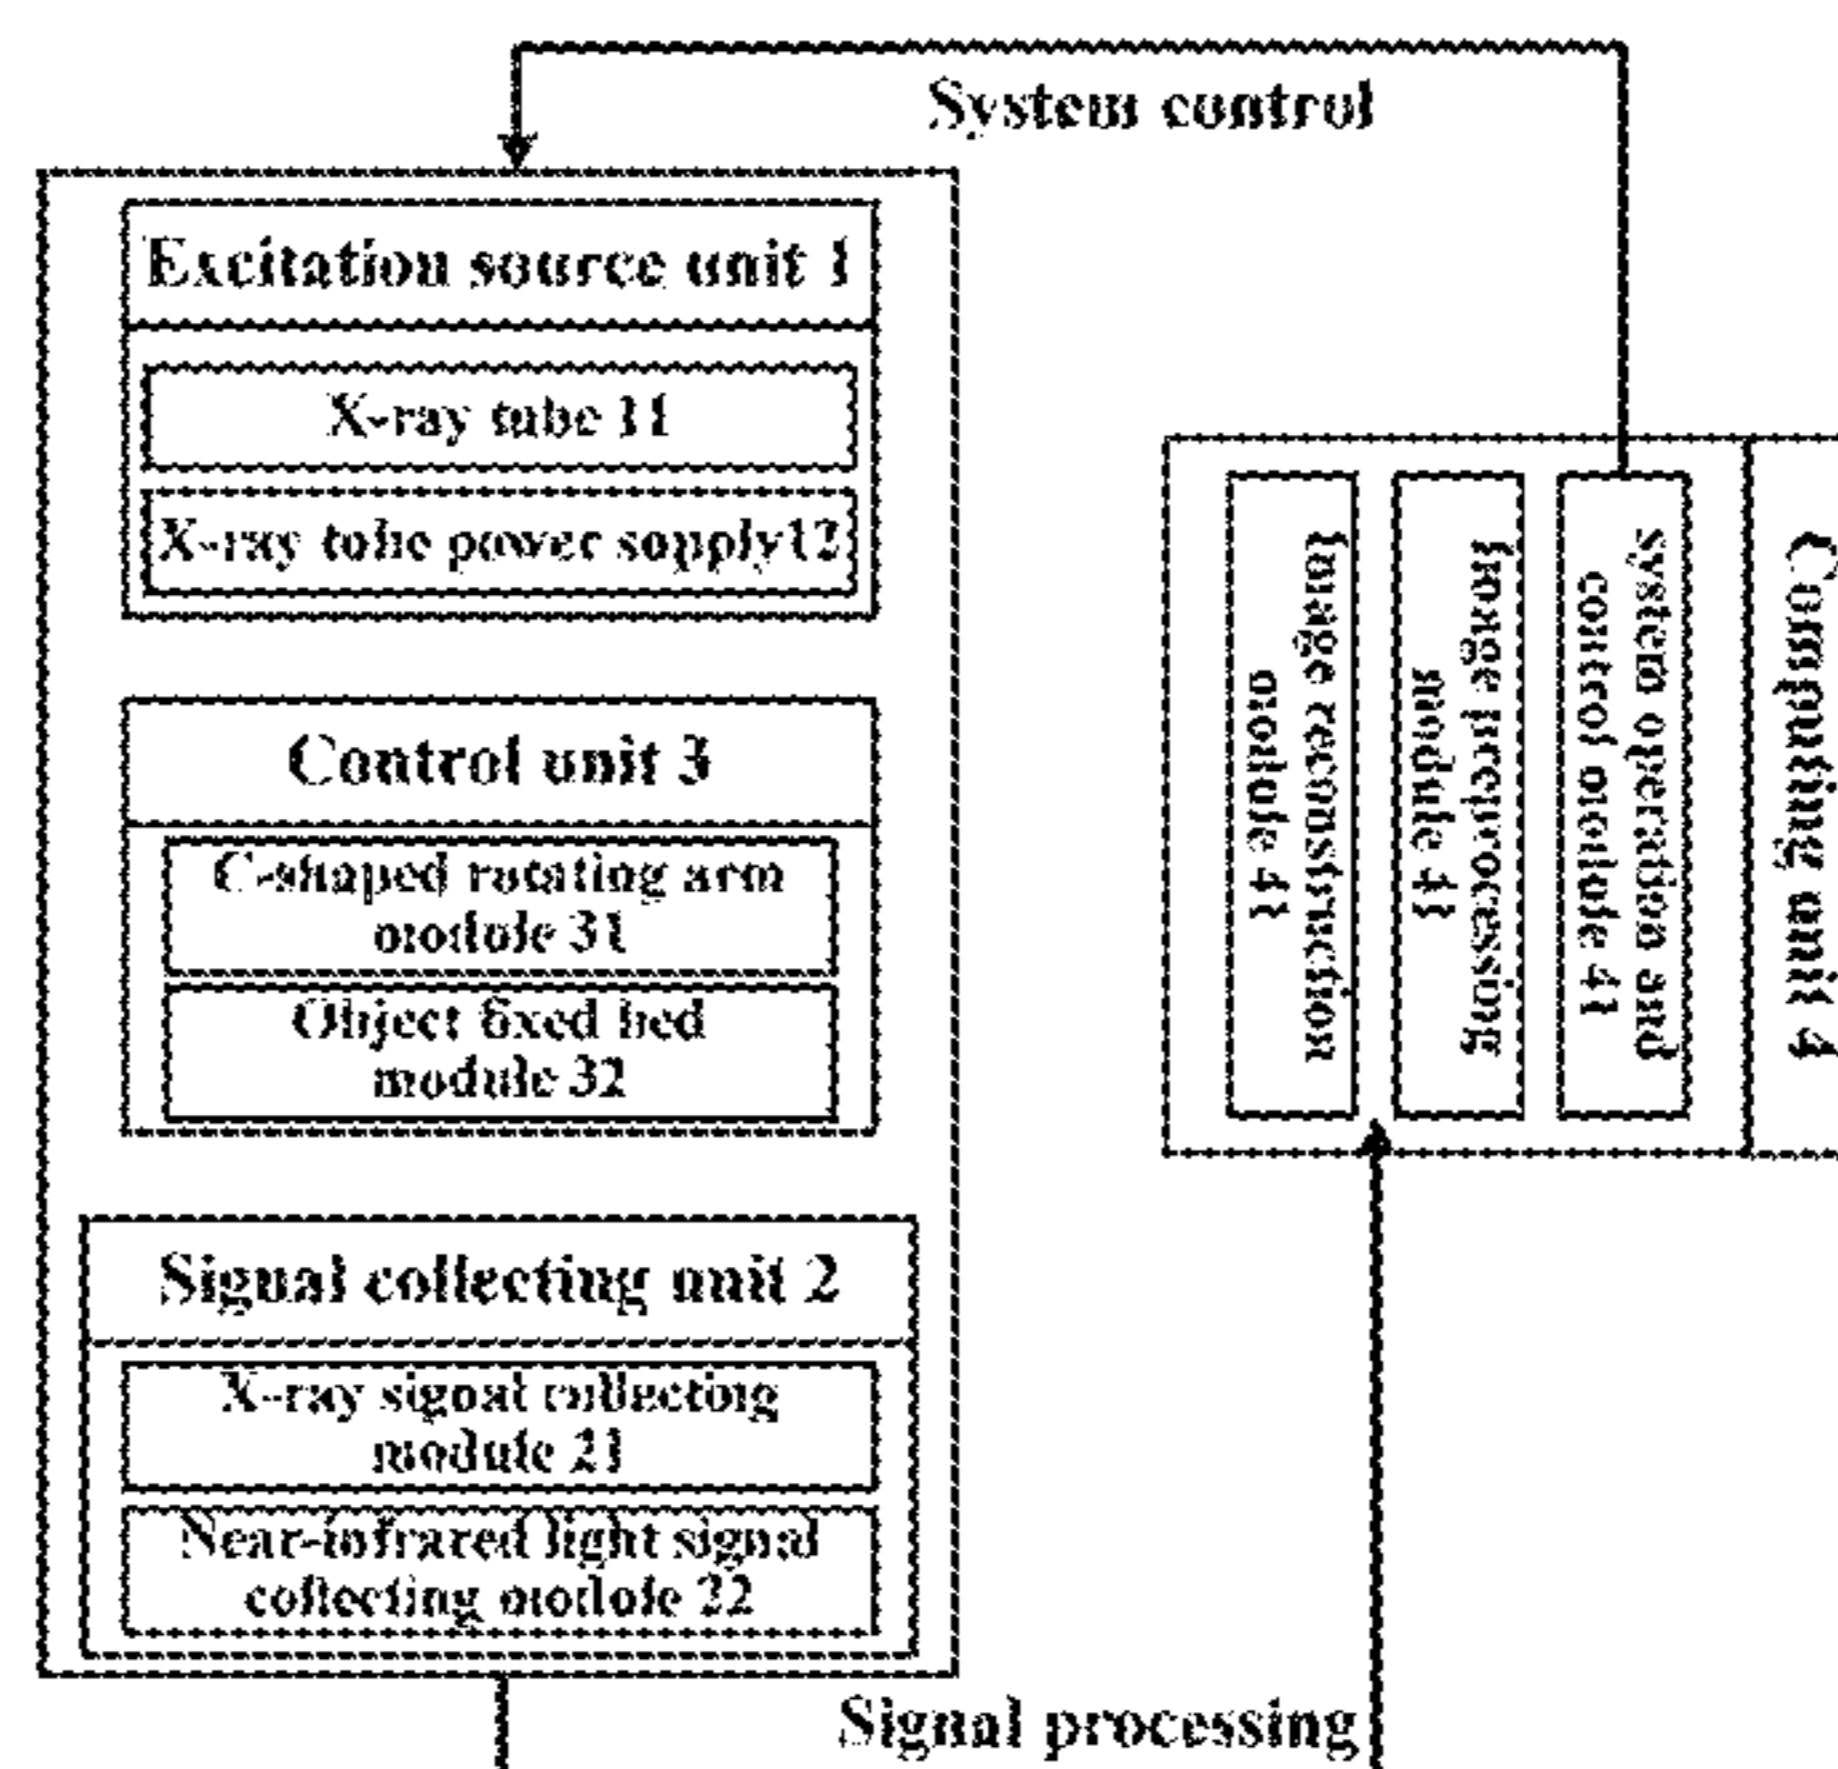 System control
Excitation source unit 1
X-ray tube 11
X-ray tube power supply12
Control unit 3
C-shaped rotating arm
module 31
Object fixed bed
module 32
Signal collecting unit 2
X-ray signal collecting
module 21
Near-infrared light signal
collecting module 22
Signal processing
Computing unit 4
system operation and
control module 41
Image preprocessing
module 41
Image reconstruction
module 41